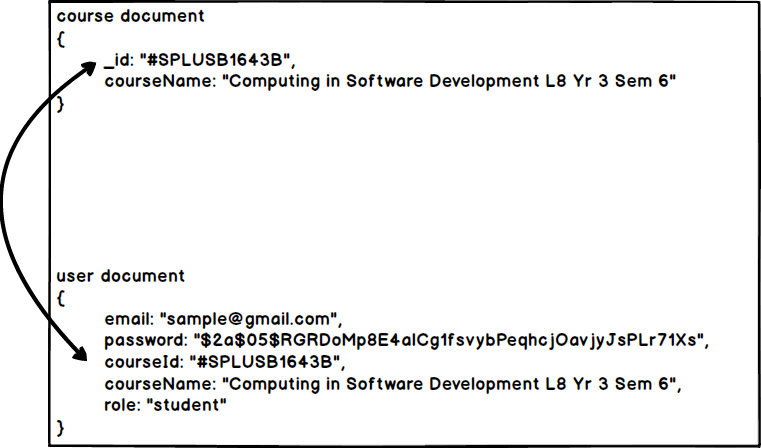 course document
{
_id: "#SPLUSB1643B",
courseName: "Computing in Software Development L8 Yr 3 Sem 6"
}
user document
{
email: "sample@gmail.com",
password: "$2a$05$RGRDoMp8E4alCg1fsvybPeqhcjOavjyJsPLr71Xs",
courseId: "#SPLUSB1643B",
courseName: "Computing in Software Development L8 Yr 3 Sem 6",
role: "student"
}